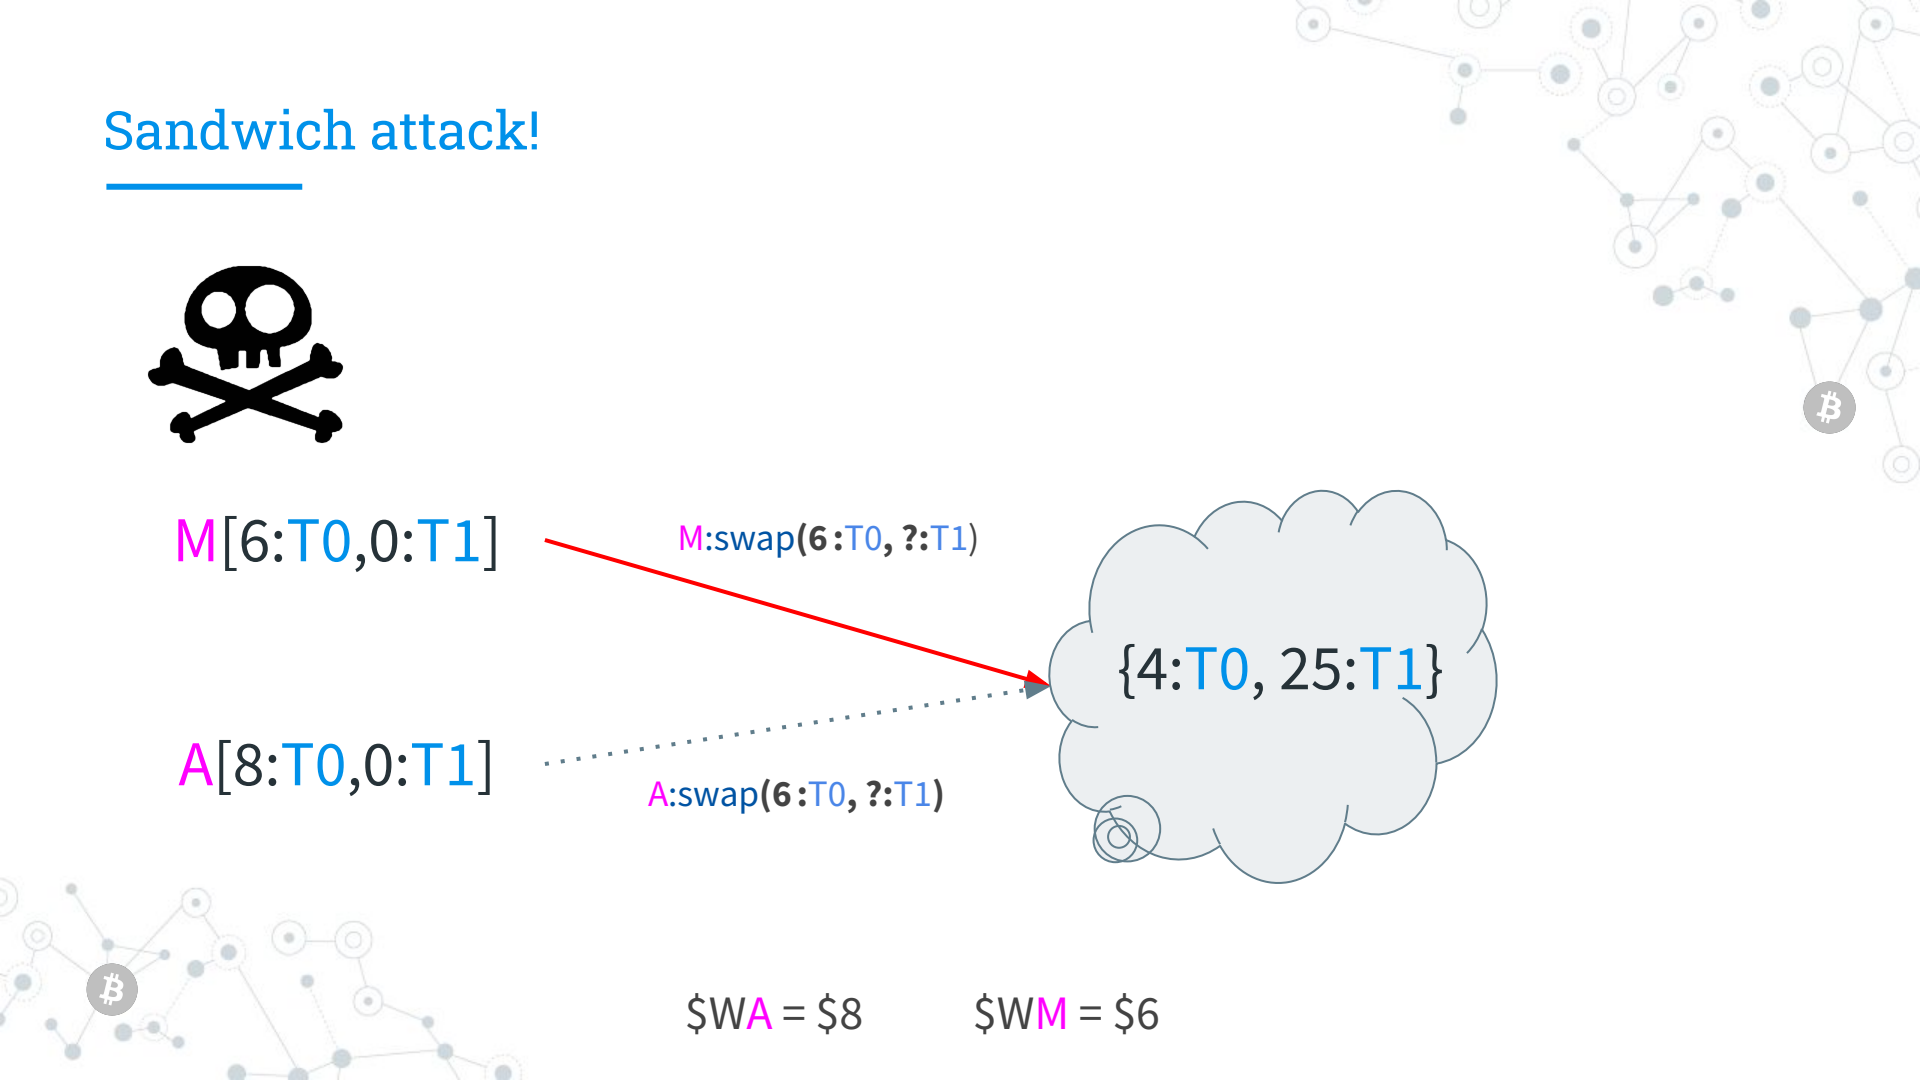 Sandwich attack!
M[6:T0,0:T1]
M:swap(6:T0, ?:T1)
{4:T0, 25:T1}
A[8:T0,0:T1]
A:swap(6:T0, ?:T1)
$WA = $8
$WM = $6